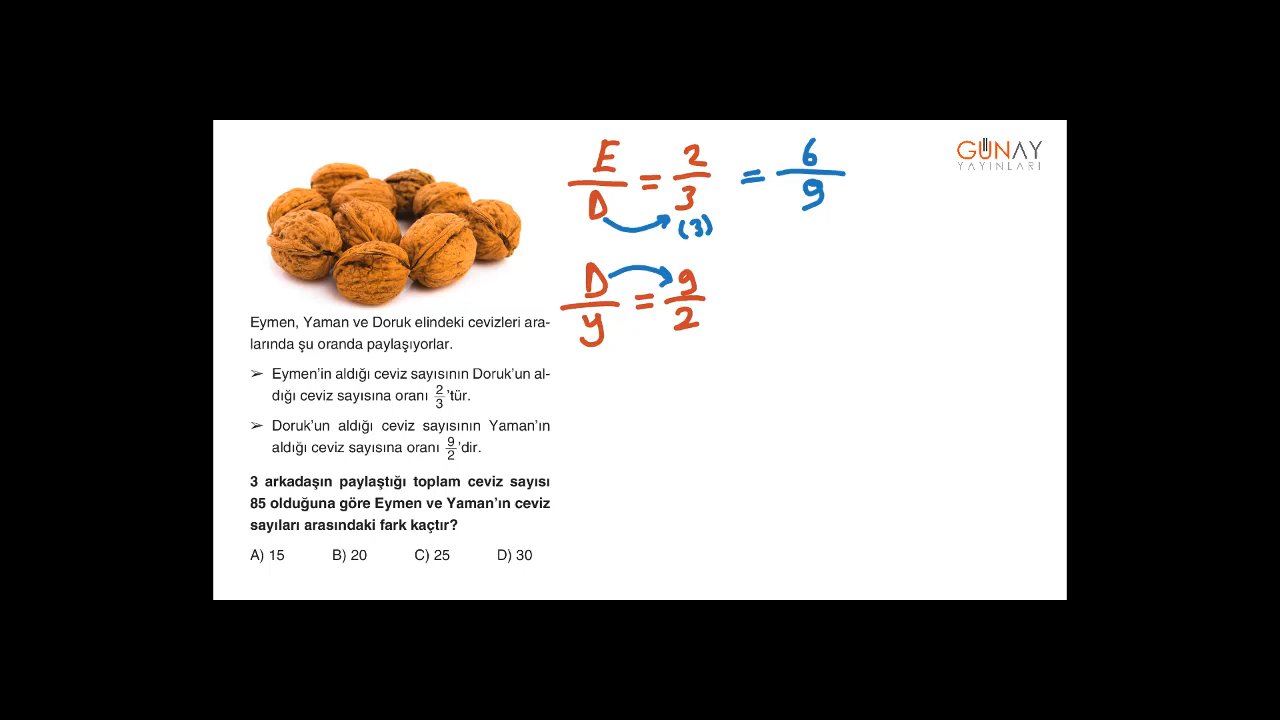 GÜNAY
YAYINLARI
E/D = 2/3 = 6/9
(3)
D/y = 9/2
Eymen, Yaman ve Doruk elindeki cevizleri ara-
larında şu oranda paylaşıyorlar.
➢ Eymen'in aldığı ceviz sayısının Doruk'un al-
dığı ceviz sayısına oranı 2/3'tür.
➢ Doruk'un aldığı ceviz sayısının Yaman'ın
aldığı ceviz sayısına oranı 9/2'dir.
3 arkadaşın paylaştığı toplam ceviz sayısı
85 olduğuna göre Eymen ve Yaman'ın ceviz
sayıları arasındaki fark kaçtır?
A) 15 B) 20 C) 25 D) 30